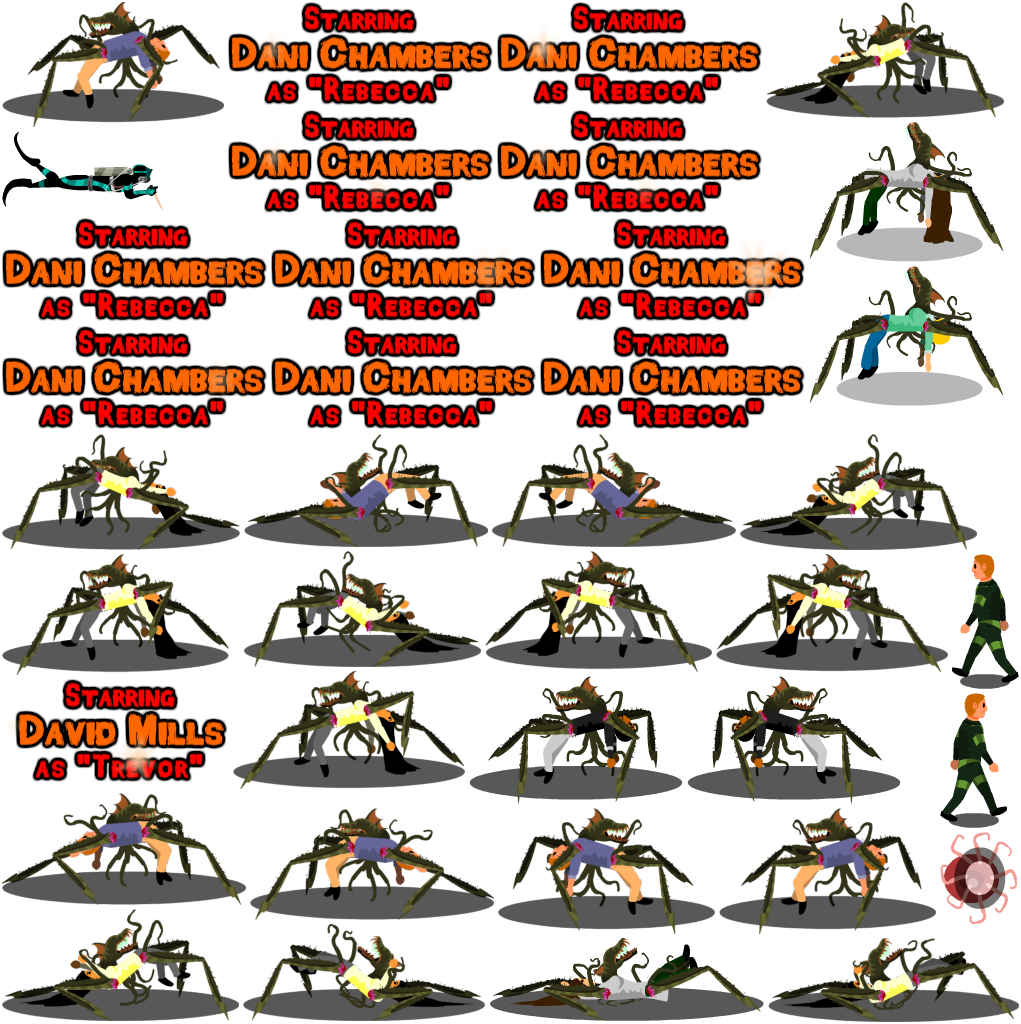 Starring
Dani Chambers
as "Rebecca"
Starring
Dani Chambers
as "Rebecca"
Starring
Dani Chambers
as "Rebecca"
Starring
Dani Chambers
as "Rebecca"
Starring
Dani Chambers
as "Rebecca"
Starring
Dani Chambers
as "Rebecca"
Starring
Dani Chambers
as "Rebecca"
Starring
Dani Chambers
as "Rebecca"
Starring
Dani Chambers
as "Rebecca"
Starring
Dani Chambers
as "Rebecca"
Starring
David Mills
as "Trevor"